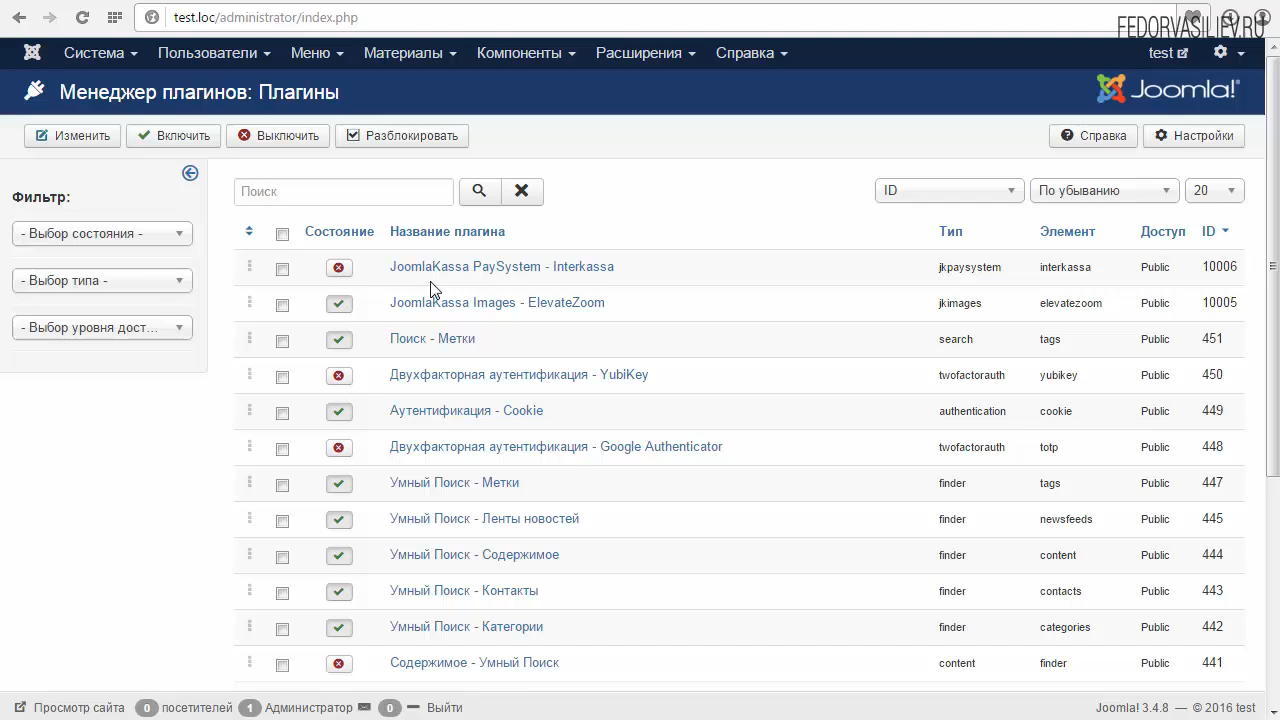 test.loc/administrator/index.php
FEDORVASILIEV.RU
Система Пользователи Меню Материалы Компоненты Расширения Справка test
Менеджер плагинов: Плагины Joomla!
Изменить Включить Выключить Разблокировать Справка Настройки
Фильтр:
- Выбор состояния -
- Выбор типа -
- Выбор уровня дост...
Поиск ID По убыванию 20
Состояние Название плагина Тип Элемент Доступ ID
JoomlaKassa PaySystem - Interkassa jkpaysystem interkassa Public 10006
JoomlaKassa Images - ElevateZoom jkimages elevatezoom Public 10005
Поиск - Метки search tags Public 451
Двухфакторная аутентификация - YubiKey twofactorauth yubikey Public 450
Аутентификация - Cookie authentication cookie Public 449
Двухфакторная аутентификация - Google Authenticator twofactorauth totp Public 448
Умный Поиск - Метки finder tags Public 447
Умный Поиск - Ленты новостей finder newsfeeds Public 445
Умный Поиск - Содержимое finder content Public 444
Умный Поиск - Контакты finder contacts Public 443
Умный Поиск - Категории finder categories Public 442
Содержимое - Умный Поиск content finder Public 441
Просмотр сайта 0 посетителей 1 Администратор 0 Выйти Joomla! 3.4.8 — © 2016 test